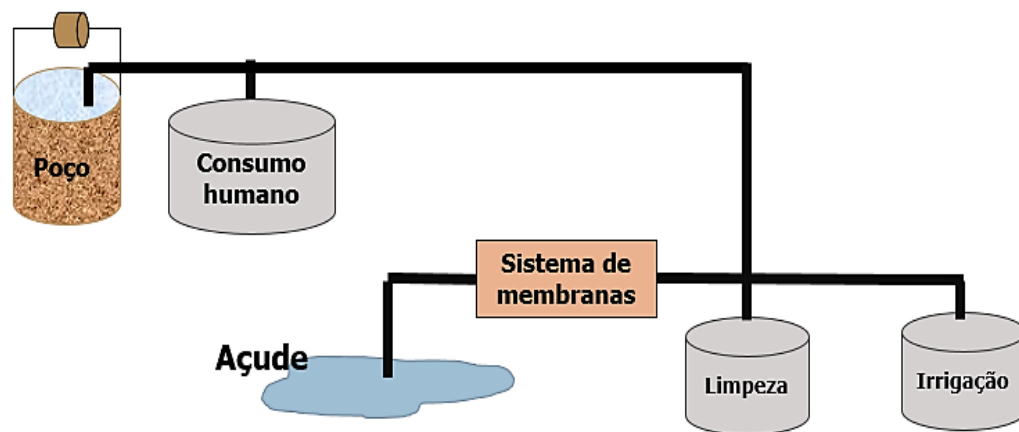 Poço
Consumo
humano
Sistema de
membranas
Açude
Limpeza
Irrigação